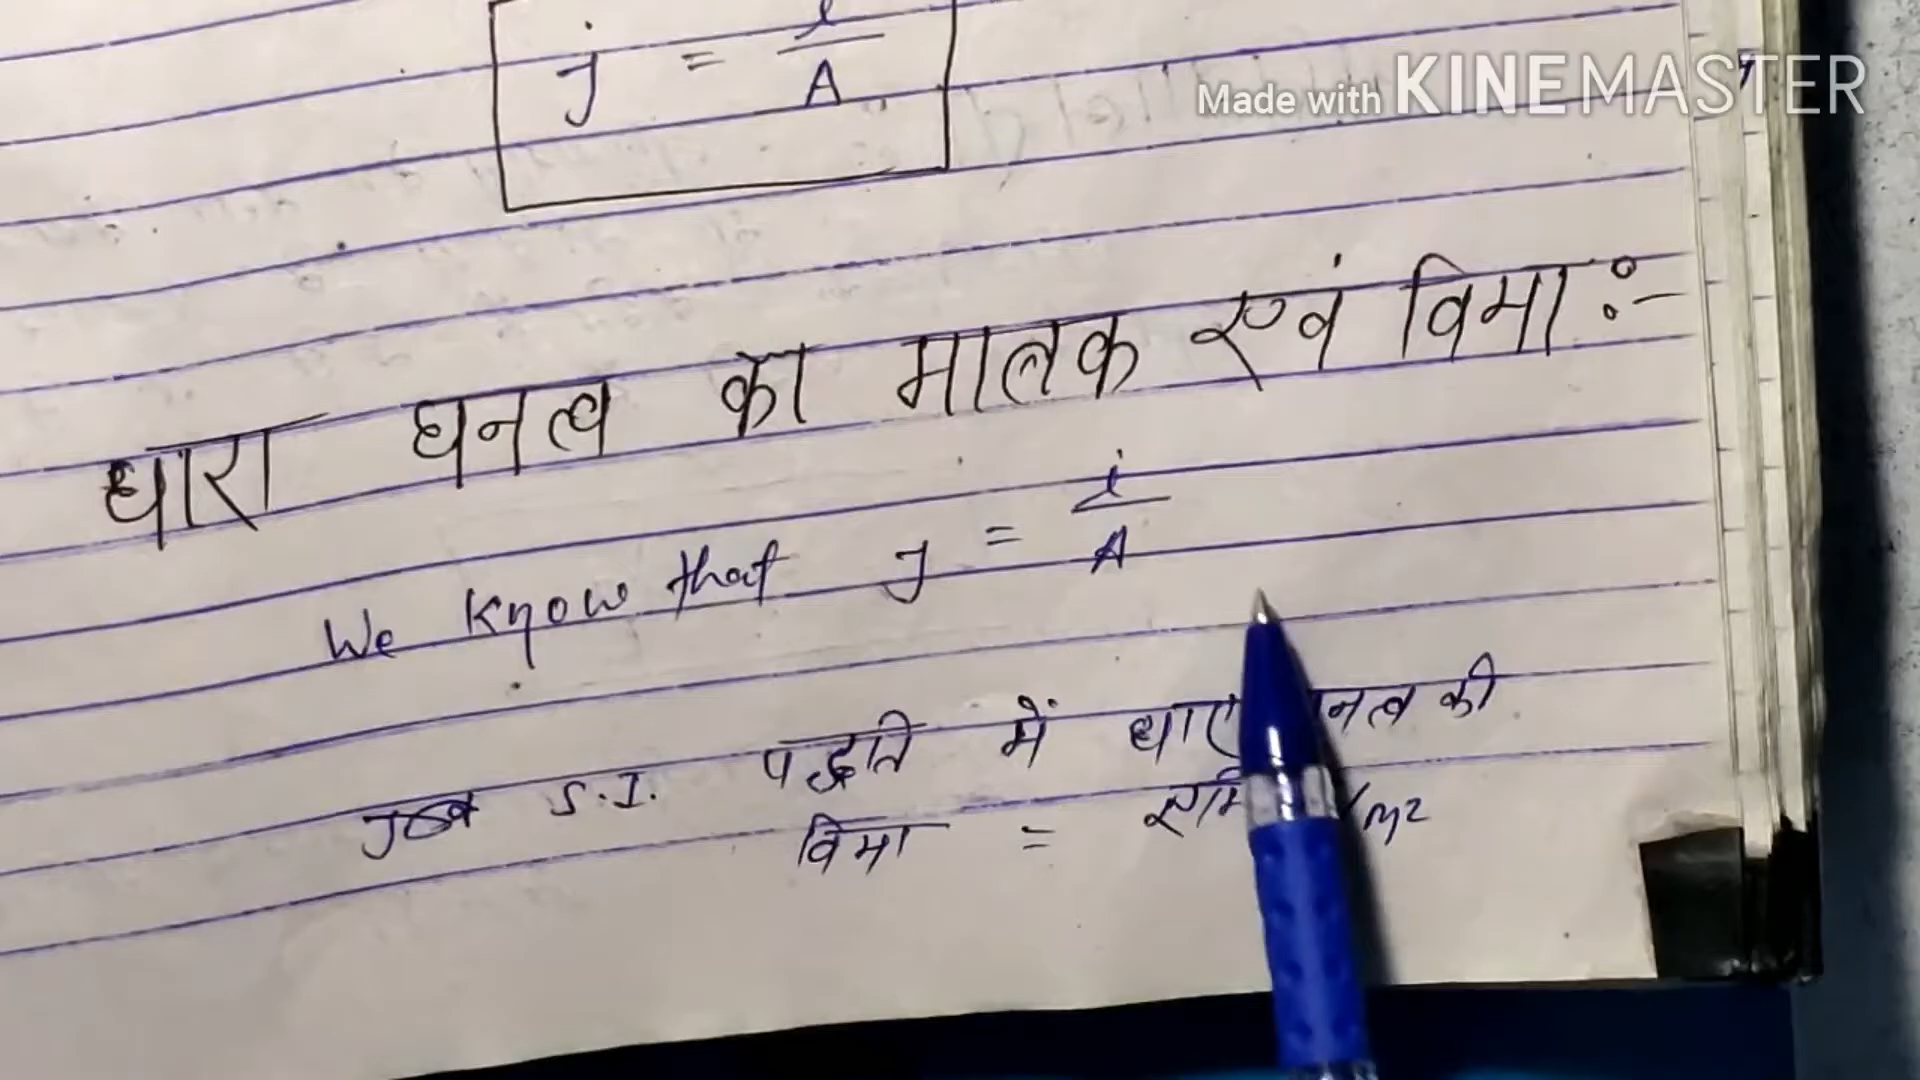 j = i/A
Made with KINEMASTER
धारा घनत्व का मात्रक एवं विमा :-
We know that J = i/A
S.I. पद्धति में धारा घनत्व की
विमा = /m2